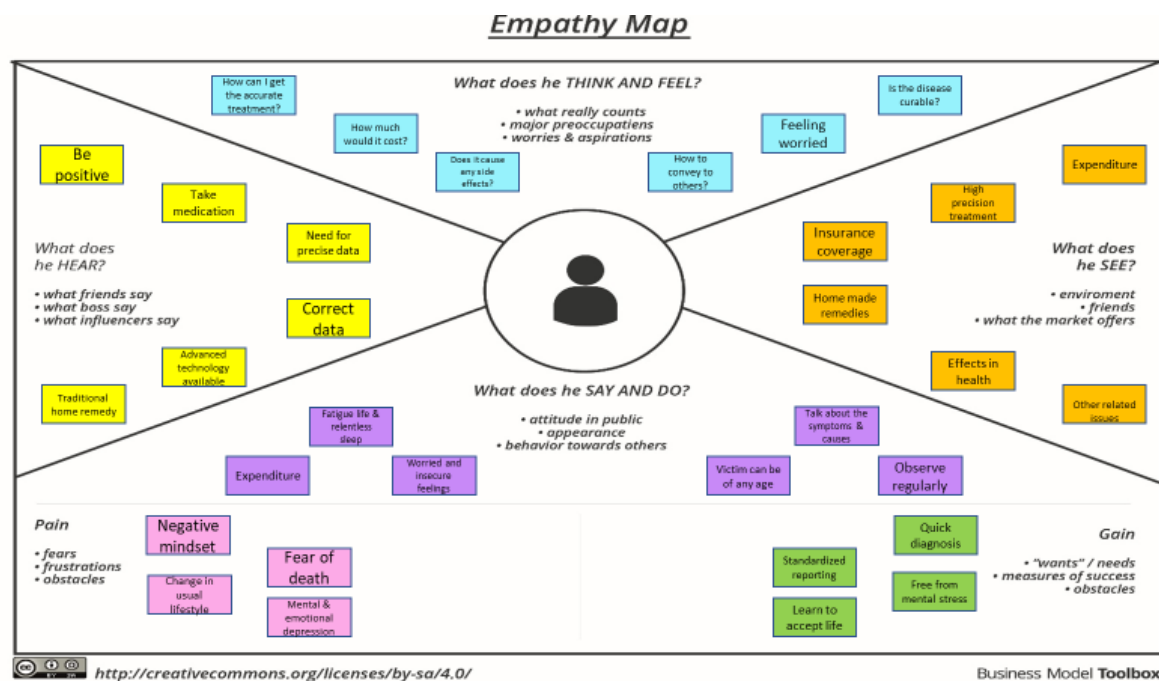 Empathy Map
What does he THINK AND FEEL?
• what really counts
• major preoccupatiens
• worries & aspirations
How can I get
the accurate
treatment?
How much
would it cost?
Does it cause
any side
effects?
How to
convey to
others?
Feeling
worried
Is the disease
curable?
Be
positive
Take
medication
Need for
precise data
What does
he HEAR?
• what friends say
• what boss say
• what influencers say
Correct
data
Advanced
technology
available
Traditional
home remedy
Expenditure
High
precision
treatment
Insurance
coverage
What does
he SEE?
• enviroment
• friends
• what the market offers
Home made
remedies
Effects in
health
Other related
issues
What does he SAY AND DO?
• attitude in public
• appearance
• behavior towards others
Fatigue life &
relentless
sleep
Expenditure
Worried and
insecure
feelings
Talk about the
symptoms &
causes
Victim can be
of any age
Observe
regularly
Pain
• fears
• frustrations
• obstacles
Negative
mindset
Fear of
death
Change in
usual
lifestyle
Mental &
emotional
depression
Gain
• "wants" / needs
• measures of success
• obstacles
Quick
diagnosis
Standardized
reporting
Free from
mental stress
Learn to
accept life
http://creativecommons.org/licenses/by-sa/4.0/
Business Model Toolbox